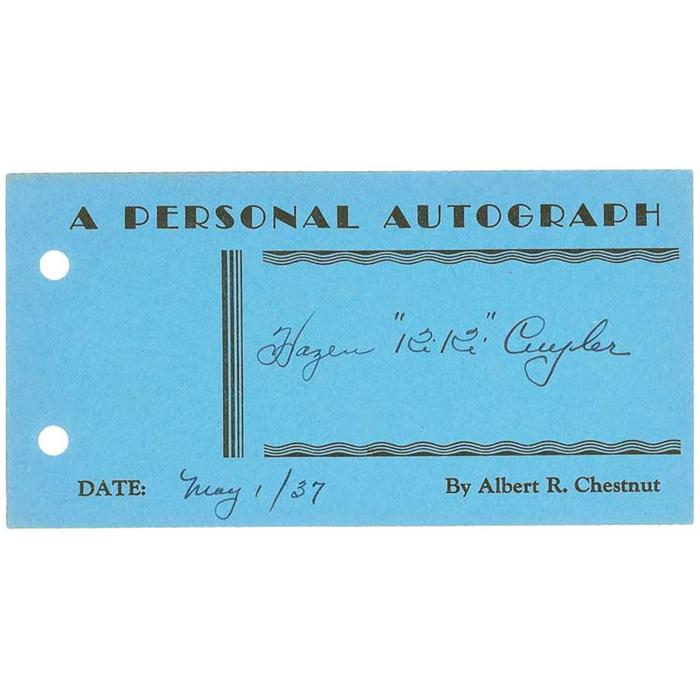 A PERSONAL AUTOGRAPH
Hazen "Ki-Ki" Cuyler
DATE: May 1/37
By Albert R. Chestnut